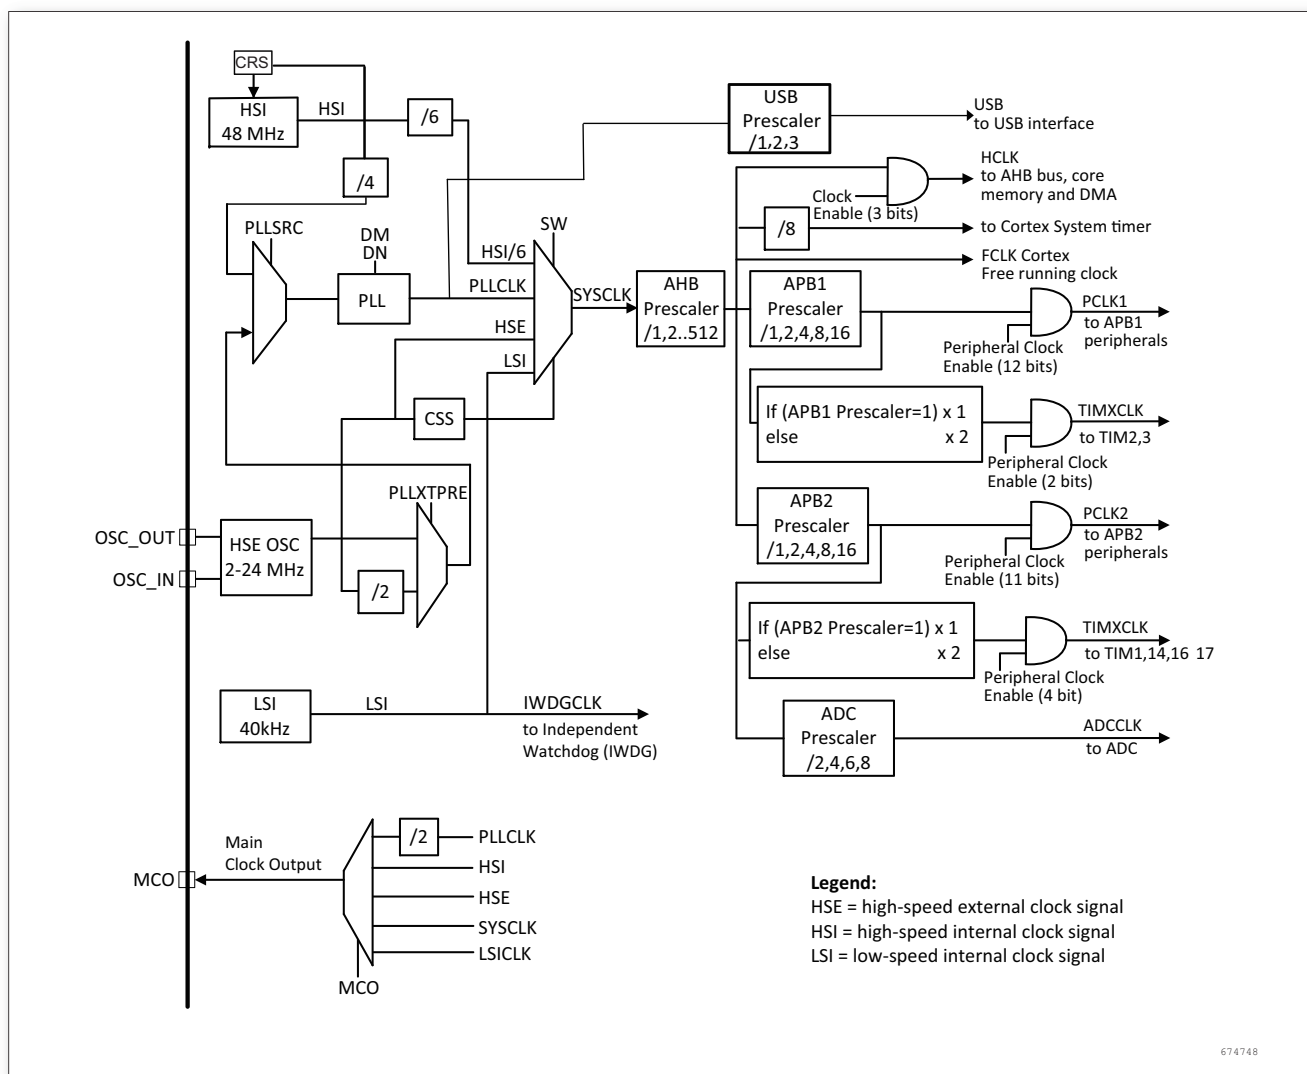 CRS
HSI
48 MHz
HSI
/6
/4
PLLSRC
DM
DN
PLL
SW
HSI/6
PLLCLK
HSE
LSI
SYSCLK
CSS
PLLXTPRE
OSC_OUT
OSC_IN
HSE OSC
2-24 MHz
/2
LSI
40kHz
LSI
IWDGCLK
to Independent
Watchdog (IWDG)
USB
Prescaler
/1,2,3
USB
to USB interface
HCLK
to AHB bus, core
memory and DMA
Clock
Enable (3 bits)
/8
to Cortex System timer
FCLK Cortex
Free running clock
AHB
Prescaler
/1,2..512
APB1
Prescaler
/1,2,4,8,16
PCLK1
to APB1
peripherals
Peripheral Clock
Enable (12 bits)
If (APB1 Prescaler=1) x 1
else x 2
TIMXCLK
to TIM2,3
Peripheral Clock
Enable (2 bits)
APB2
Prescaler
/1,2,4,8,16
PCLK2
to APB2
peripherals
Peripheral Clock
Enable (11 bits)
If (APB2 Prescaler=1) x 1
else x 2
TIMXCLK
to TIM1,14,16 17
Peripheral Clock
Enable (4 bit)
ADC
Prescaler
/2,4,6,8
ADCCLK
to ADC
MCO
Main
Clock Output
/2
PLLCLK
HSI
HSE
SYSCLK
LSICLK
MCO
Legend:
HSE = high-speed external clock signal
HSI = high-speed internal clock signal
LSI = low-speed internal clock signal
674748